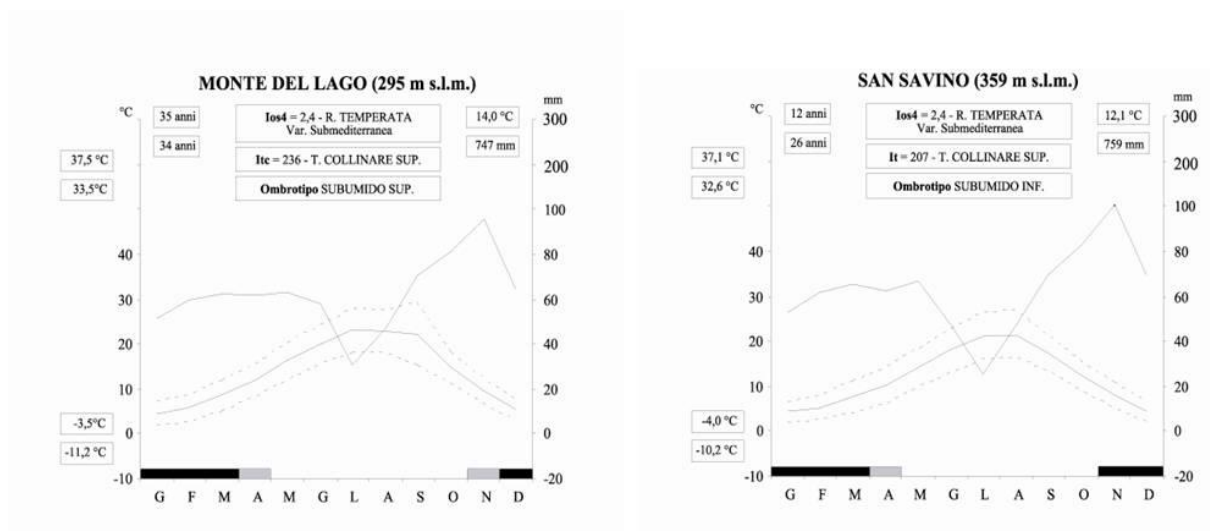 MONTE DEL LAGO (295 m s.l.m.)
°C
mm
35 anni
34 anni
Ios4 = 2,4 - R. TEMPERATA
Var. Submediterranea
Itc = 236 - T. COLLINARE SUP.
Ombrotipo SUBUMIDO SUP.
14,0 °C
747 mm
37,5 °C
33,5°C
-3,5°C
-11,2 °C
40
30
20
10
0
-10
300
200
100
80
60
40
20
0
-20
G F M A M G L A S O N D
SAN SAVINO (359 m s.l.m.)
°C
mm
12 anni
26 anni
Ios4 = 2,4 - R. TEMPERATA
Var. Submediterranea
It = 207 - T. COLLINARE SUP.
Ombrotipo SUBUMIDO INF.
12,1 °C
759 mm
37,1 °C
32,6 °C
-4,0 °C
-10,2 °C
40
30
20
10
0
-10
300
200
100
80
60
40
20
0
-20
G F M A M G L A S O N D